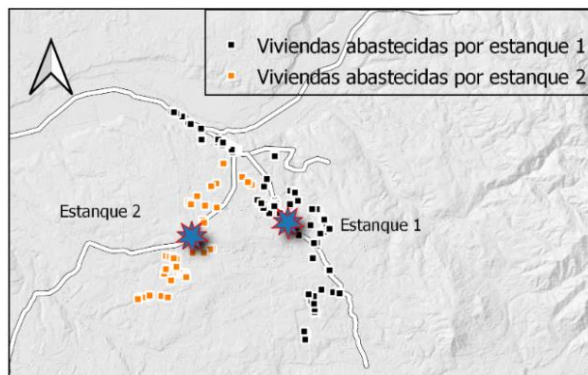 Viviendas abastecidas por estanque 1
Viviendas abastecidas por estanque 2
Estanque 2
Estanque 1